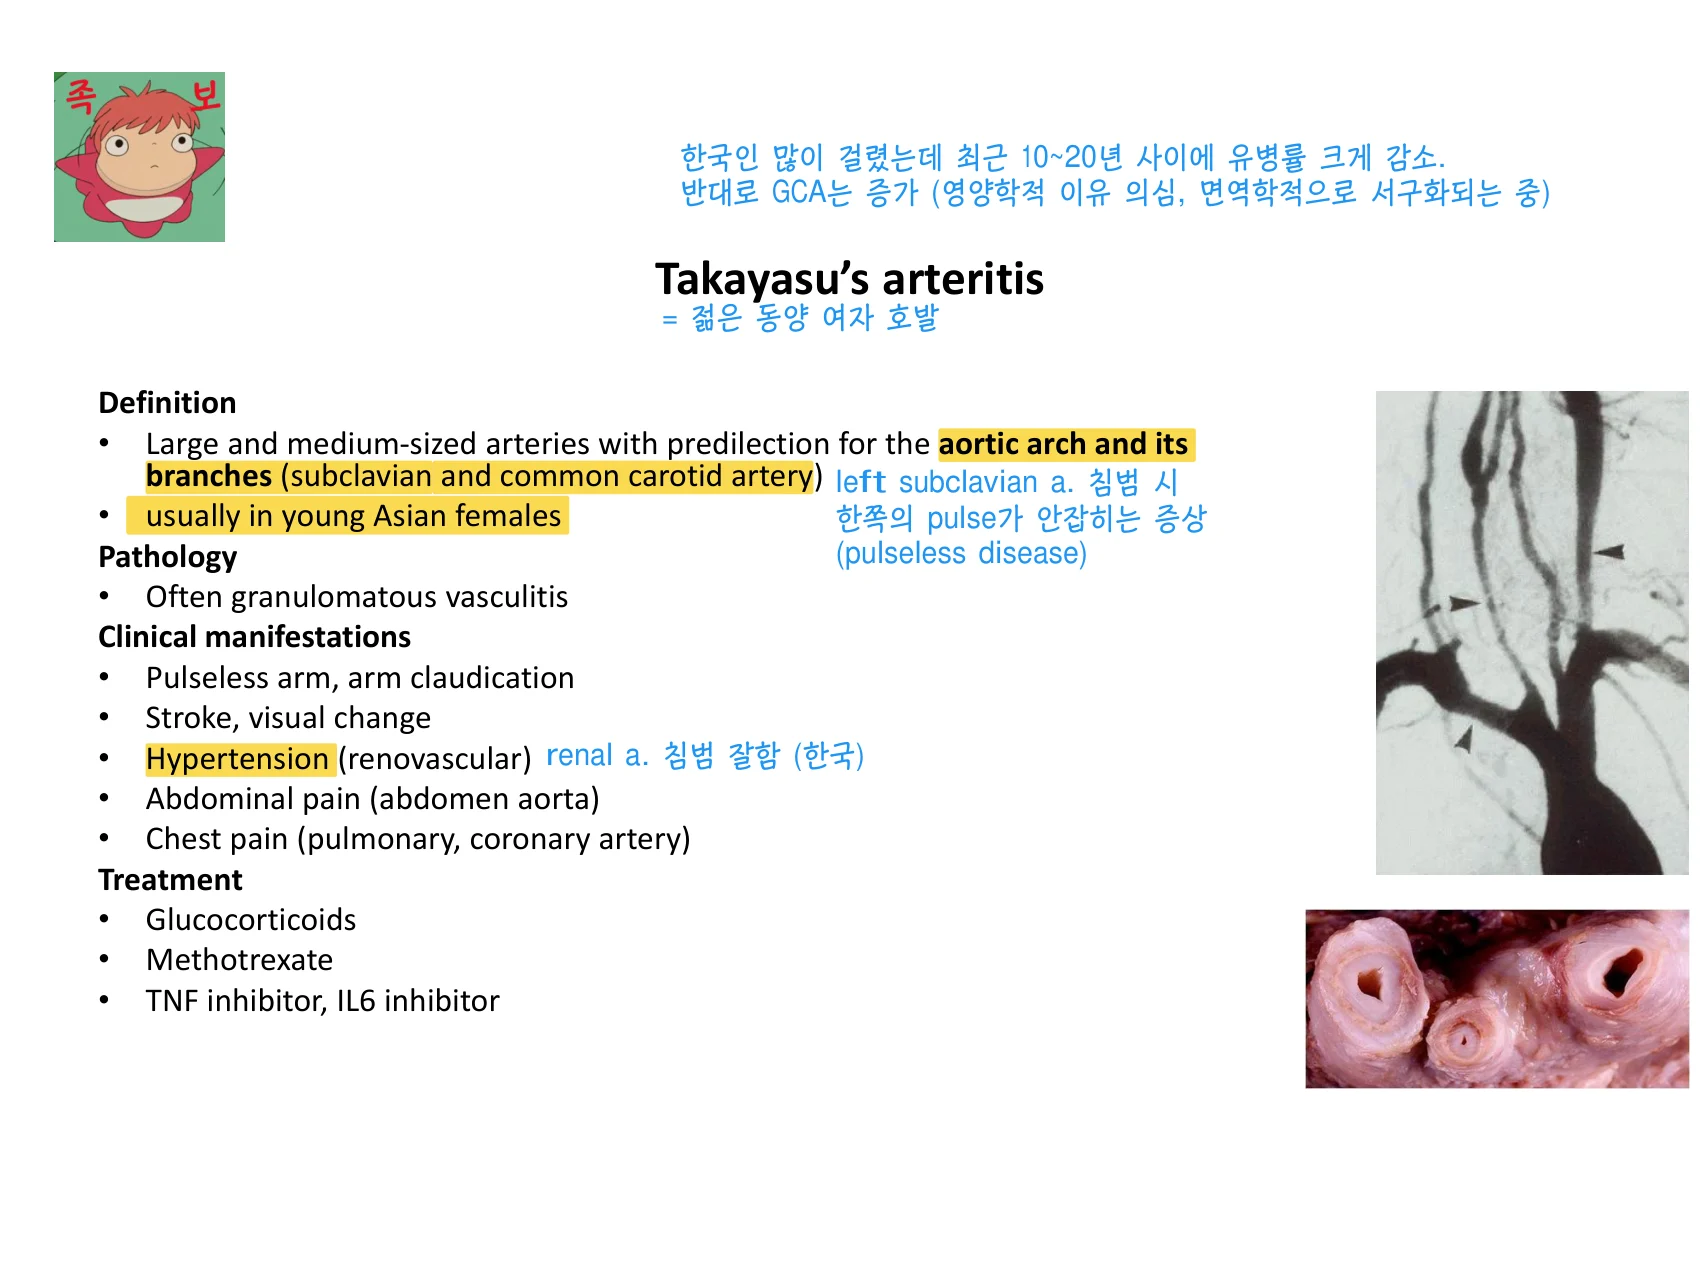 족 보
한국인 많이 걸렸는데 최근 10~20년 사이에 유병률 크게 감소.
반대로 GCA는 증가 (영양학적 이유 의심, 면역학적으로 서구화되는 중)
Takayasu’s arteritis
= 젊은 동양 여자 호발
Definition
• Large and medium-sized arteries with predilection for the aortic arch and its
branches (subclavian and common carotid artery)
left subclavian a. 침범 시
한쪽의 pulse가 안잡히는 증상
(pulseless disease)
• usually in young Asian females
Pathology
• Often granulomatous vasculitis
Clinical manifestations
• Pulseless arm, arm claudication
• Stroke, visual change
• Hypertension (renovascular) renal a. 침범 잘함 (한국)
• Abdominal pain (abdomen aorta)
• Chest pain (pulmonary, coronary artery)
Treatment
• Glucocorticoids
• Methotrexate
• TNF inhibitor, IL6 inhibitor